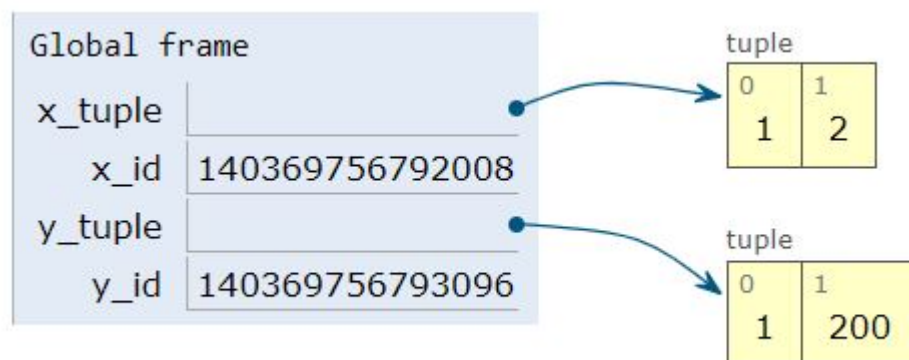 Global frame
x_tuple
x_id 140369756792008
y_tuple
y_id 140369756793096
tuple
0 1
1 2
tuple
0 1
1 200